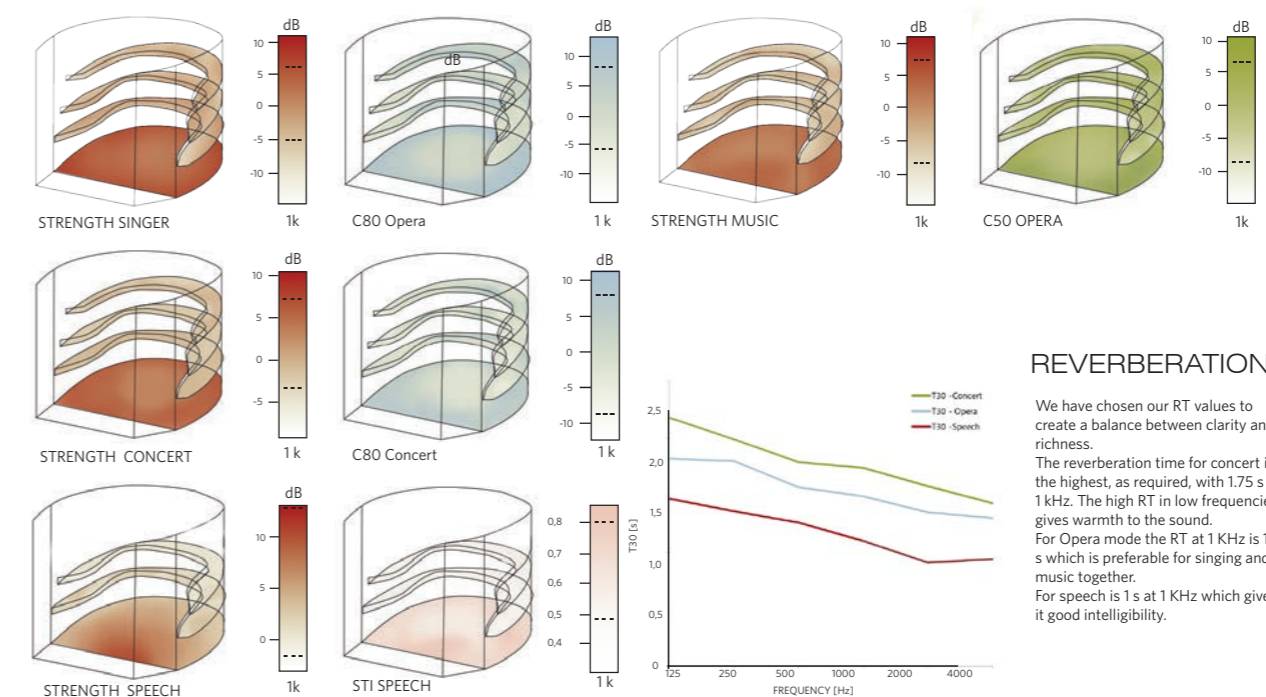 dB
10
5
0
-5
-10
STRENGTH SINGER
1k
dB
dB
10
5
0
-5
-10
C80 Opera
1 k
dB
10
5
0
-5
-10
STRENGTH MUSIC
1k
dB
10
5
0
-5
-10
C50 OPERA
1k
dB
10
5
0
-5
STRENGTH CONCERT
1 k
dB
10
5
0
-5
-10
C80 Concert
1 k
dB
10
5
0
STRENGTH SPEECH
1k
0,8
0,7
0,6
0,5
0,4
STI SPEECH
1 k
T30 -Concert
T30 - Opera
T30 -Speech
2,5
2,0
1,5
1,0
0,5
0
T30 [s]
125 250 500 1000 2000 4000
FREQUENCY [Hz]
REVERBERATION
We have chosen our RT values to
create a balance between clarity an
richness.
The reverberation time for concert i
the highest, as required, with 1.75 s
1 kHz. The high RT in low frequencie
gives warmth to the sound.
For Opera mode the RT at 1 KHz is 1
s which is preferable for singing and
music together.
For speech is 1 s at 1 KHz which give
it good intelligibility.